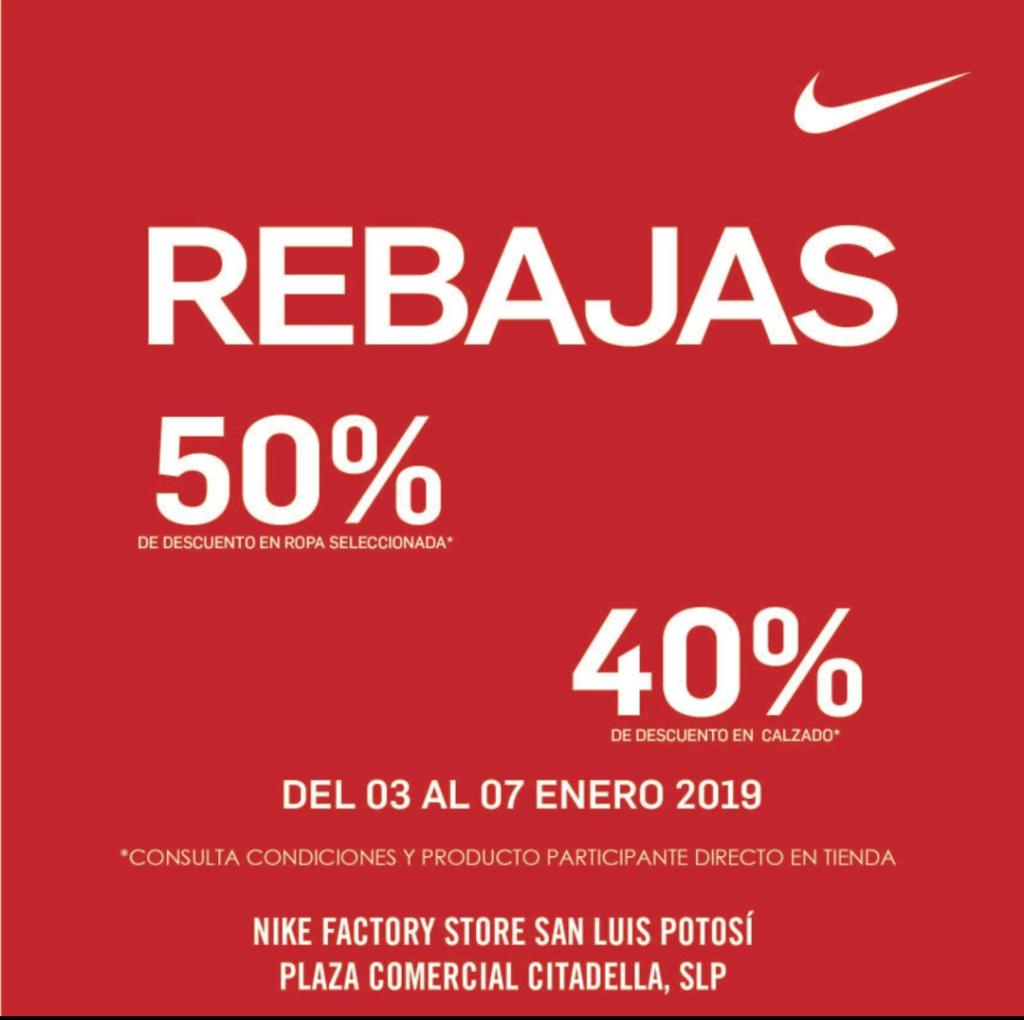 REBAJAS
50%
DE DESCUENTO EN ROPA SELECCIONADA*
40%
DE DESCUENTO EN CALZADO*
DEL 03 AL 07 ENERO 2019
*CONSULTA CONDICIONES Y PRODUCTO PARTICIPANTE DIRECTO EN TIENDA
NIKE FACTORY STORE SAN LUIS POTOSÍ
PLAZA COMERCIAL CITADELLA, SLP